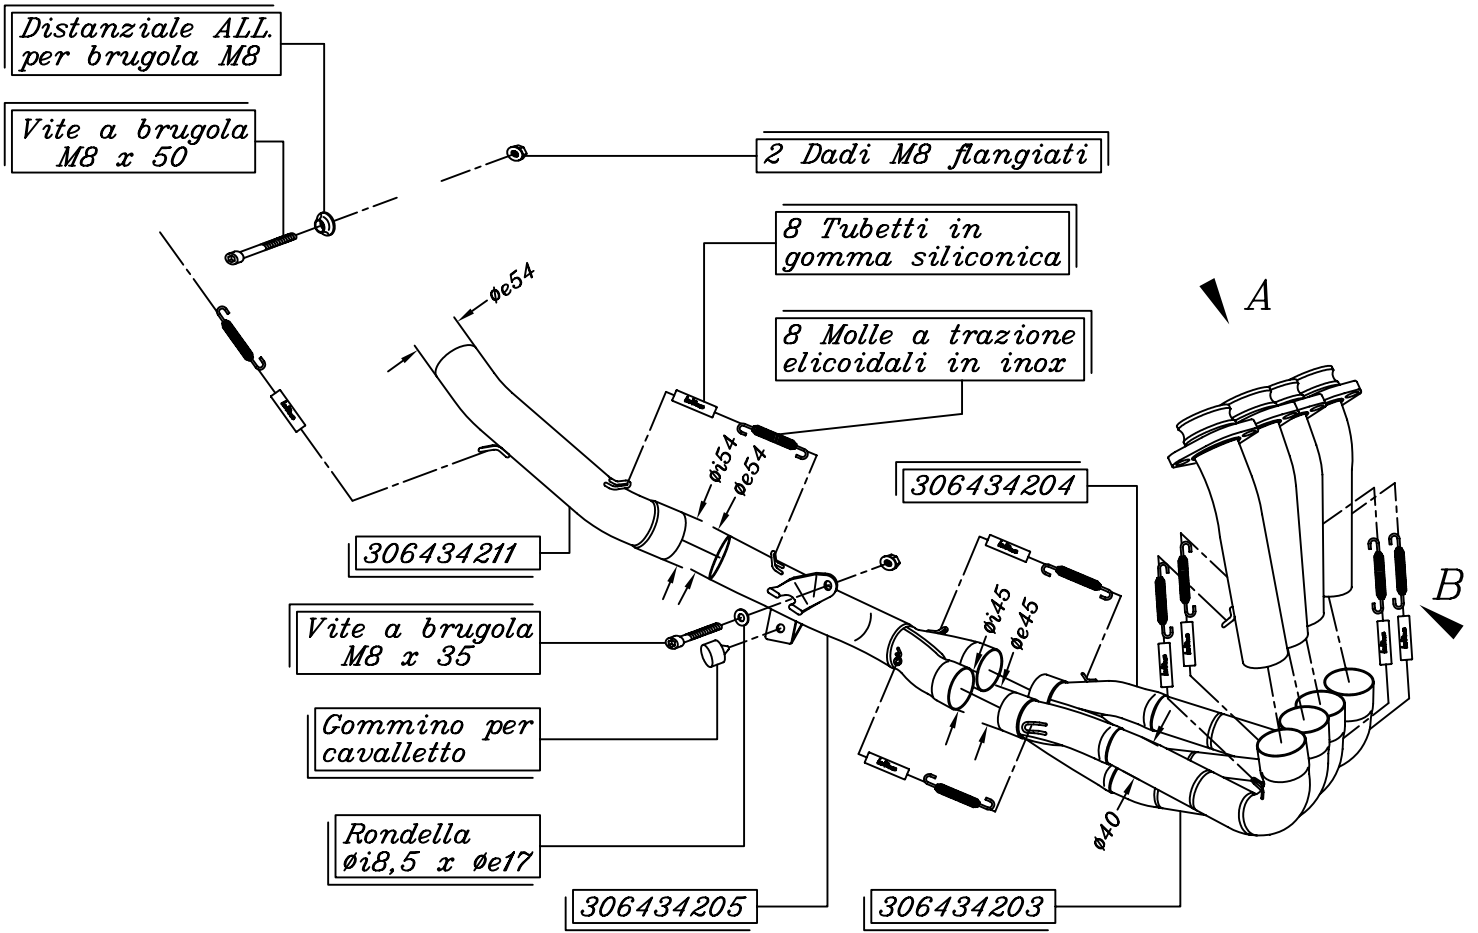 Distanziale ALL.
per brugola M8
Vite a brugola
M8 x 50
2 Dadi M8 flangiati
8 Tubetti in
gomma siliconica
8 Molle a trazione
elicoidali in inox
A
øe54
øi54
øe54
306434204
306434211
B
øi45
øe45
Vite a brugola
M8 x 35
Gommino per
cavalletto
Rondella
øi8,5 x øe17
ø40
306434205
306434203